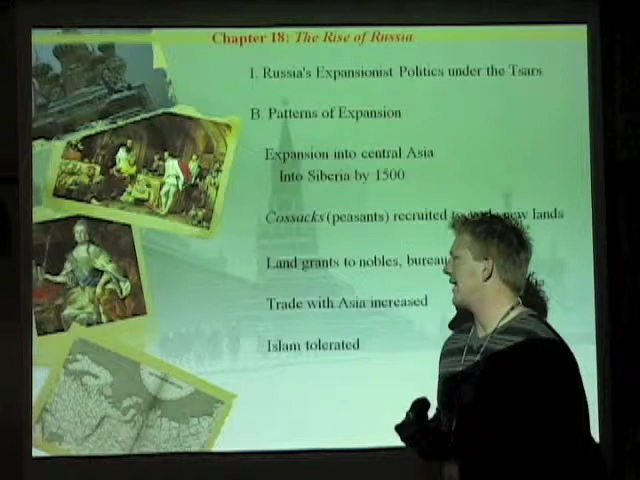 Chapter 18: The Rise of Russia
I. Russia's Expansionist Politics under the Tsars
B. Patterns of Expansion
Expansion into central Asia
Into Siberia by 1500
Cossacks (peasants) recruited new lands
Land grants to nobles,
Trade with Asia increased
Islam tolerated